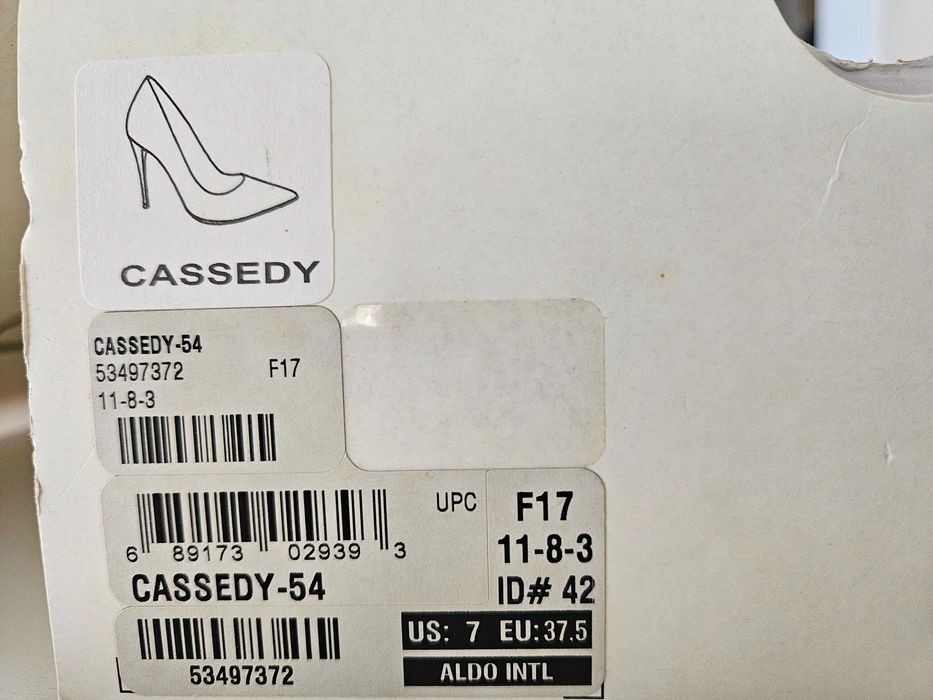 CASSEDY
CASSEDY-54
53497372 F17
11-8-3
UPC
6 89173 02939 3
CASSEDY-54
F17
11-8-3
ID# 42
53497372
US: 7 EU:37.5
ALDO INTL